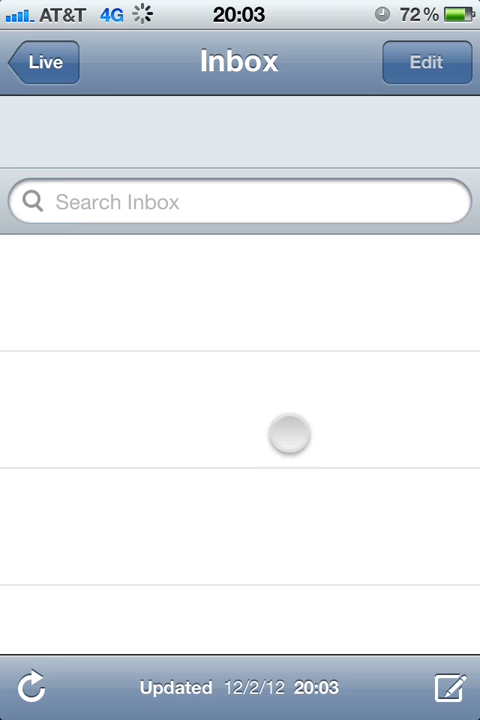 AT&T 4G 20:03 72%
Live Inbox Edit
Search Inbox
Updated 12/2/12 20:03